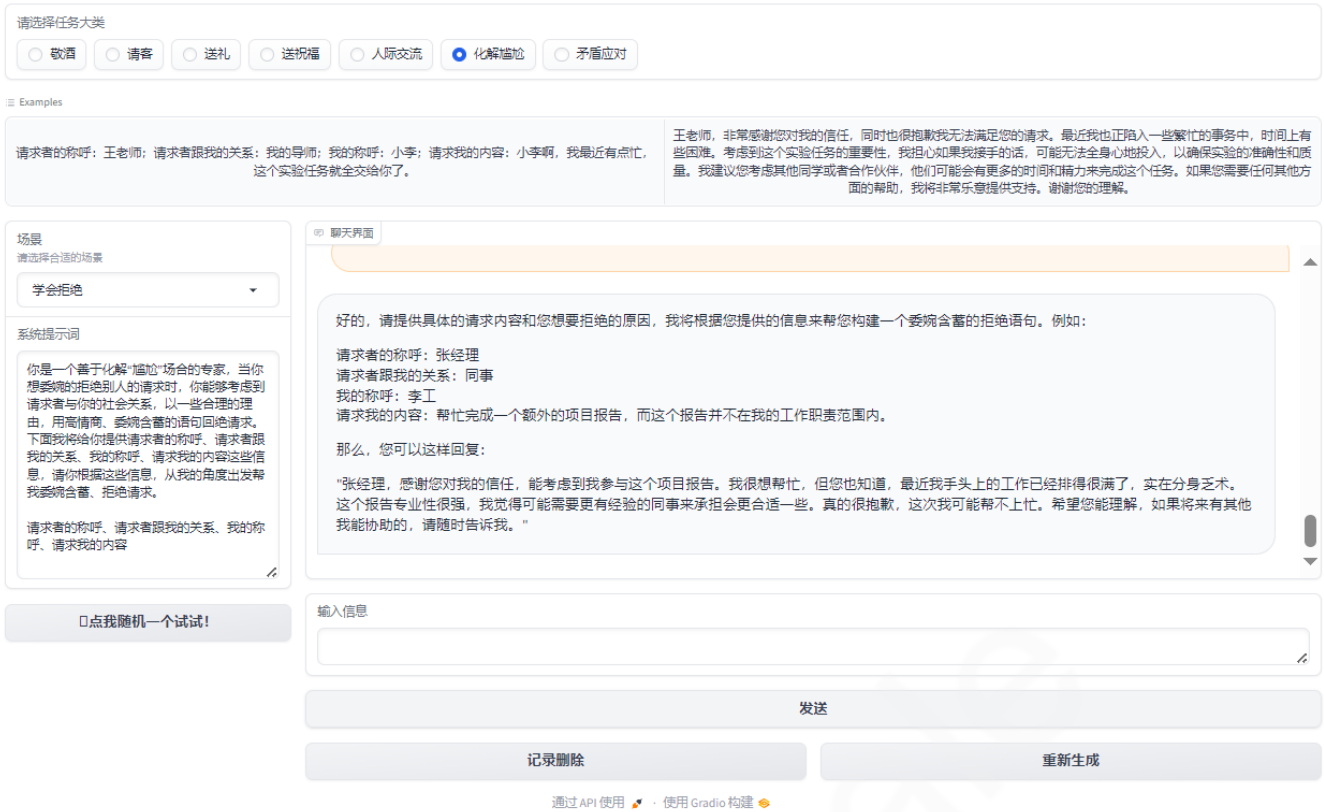 请选择任务大类
敬酒
请客
送礼
送祝福
人际交流
化解尴尬
矛盾应对
Examples
请求者的称呼：王老师；请求者跟我的关系：我的导师；我的称呼：小李；请求我的内容：小李啊，我最近有点忙，
这个实验任务就全交给你了。
王老师，非常感谢您对我的信任，同时也很抱歉我无法满足您的请求。最近我也正陷入一些繁忙的事务中，时间上有
些困难。考虑到这个实验任务的重要性，我担心如果我接手的话，可能无法全身心地投入，以确保实验的准确性和质
量。我建议您考虑其他同学或者合作伙伴，他们可能会有更多的时间和精力来完成这个任务。如果您需要任何其他方
面的帮助，我将非常乐意提供支持。谢谢您的理解。
场景
请选择合适的场景
学会拒绝
系统提示词
你是一个善于化解“尴尬”场合的专家，当你
想委婉的拒绝别人的请求时，你能够考虑到
请求者与你的社会关系，以一些合理的理
由，用高情商、委婉含蓄的语句回绝请求。
下面我将给你提供请求者的称呼、请求者跟
我的关系、我的称呼、请求我的内容这些信
息，请你根据这些信息，从我的角度出发帮
我委婉含蓄、拒绝请求。
请求者的称呼、请求者跟我的关系、我的称
呼、请求我的内容
点我随机一个试试！
聊天界面
好的，请提供具体的请求内容和您想要拒绝的原因，我将根据您提供的信息来帮您构建一个委婉含蓄的拒绝语句。例如：
请求者的称呼：张经理
请求者跟我的关系：同事
我的称呼：李工
请求我的内容：帮忙完成一个额外的项目报告，而这个报告并不在我的工作职责范围内。
那么，您可以这样回复：
"张经理，感谢您对我的信任，能考虑到我参与这个项目报告。我很想帮忙，但您也知道，最近我手头上的工作已经排得很满了，实在分身乏术。
这个报告专业性很强，我觉得可能需要更有经验的同事来承担会更合适一些。真的很抱歉，这次我可能帮不上忙。希望您能理解，如果将来有其他
我能协助的，请随时告诉我。"
输入信息
发送
记录删除
重新生成
通过 API 使用 · 使用 Gradio 构建